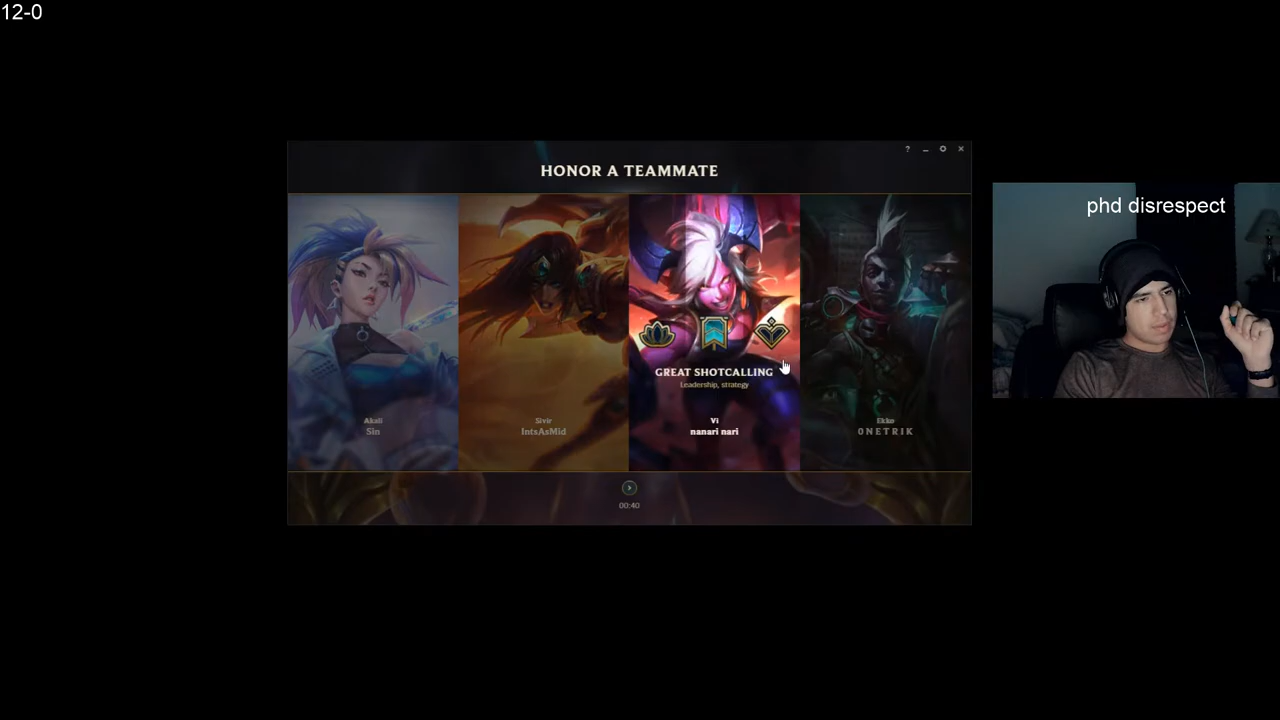 12-0
?
HONOR A TEAMMATE
phd disrespect
GREAT SHOTCALLING
Leadership, strategy
Akali
Sin
Sivir
IntsAsMid
Vi
nanari nari
Ekko
0 N E T R I K
00:40